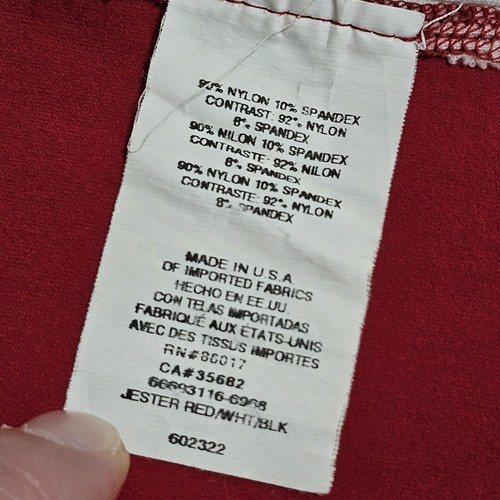 90% NYLON 10% SPANDEX
CONTRAST: 92% NYLON
8% SPANDEX
90% NILON 10% SPANDEX
CONTRASTE: 92% NILON
8% SPANDEX
90% NYLON 10% SPANDEX
CONTRASTE: 92% NYLON
8% SPANDEX
MADE IN U.S.A
OF IMPORTED FABRICS
HECHO EN EE.UU.
CON TELAS IMPORTADAS
FABRIQUÉ AUX ÉTATS-UNIS
AVEC DES TISSUS IMPORTES
RN#86017
CA#35682
66693116-6968
JESTER RED/WHT/BLK
602322